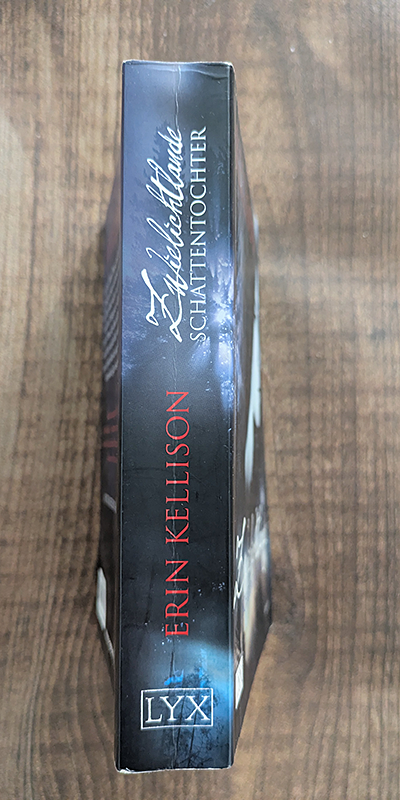 Zwielichtlande
SCHATTENTOCHTER
ERIN KELLISON
LYX